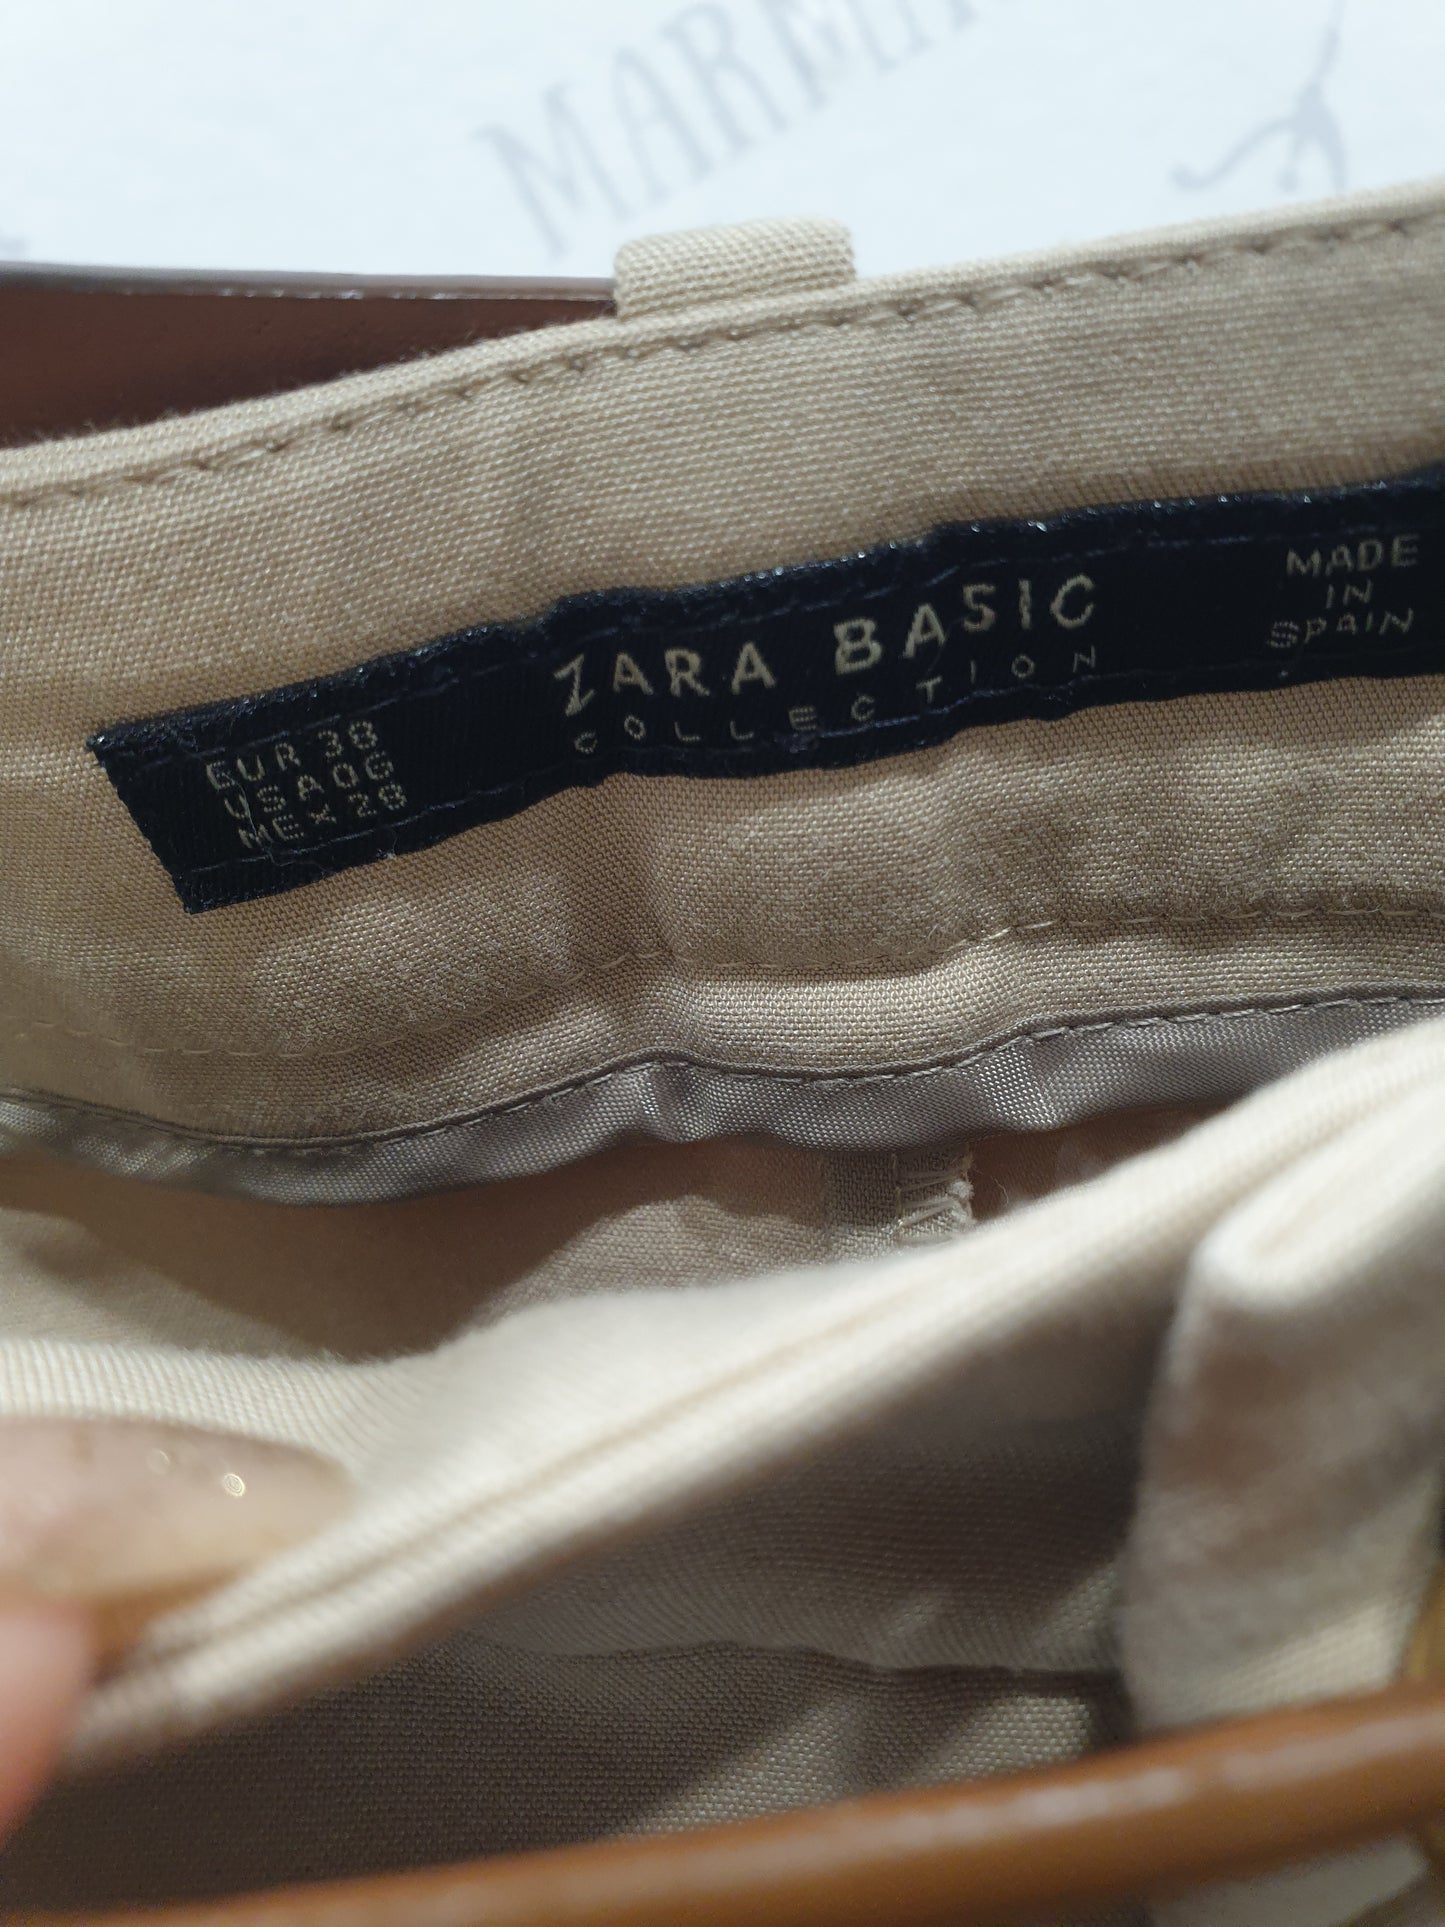 EUR 38
USA 06
MEX 28
ZARA BASIC
COLLECTION
MADE
IN
SPAIN